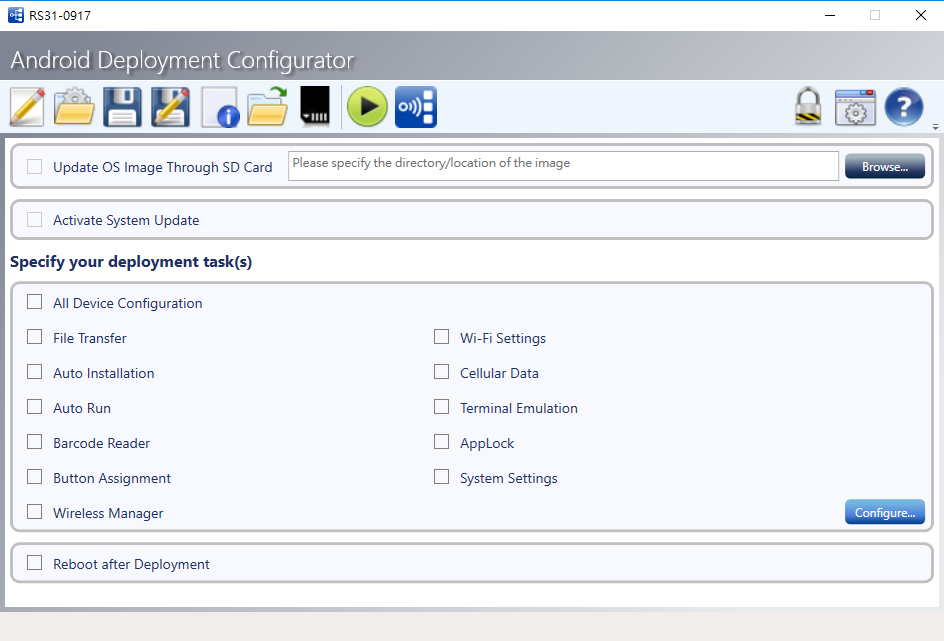 RS31-0917
Android Deployment Configurator
Update OS Image Through SD Card
Please specify the directory/location of the image
Browse...
Activate System Update
Specify your deployment task(s)
All Device Configuration
File Transfer
Wi-Fi Settings
Auto Installation
Cellular Data
Auto Run
Terminal Emulation
Barcode Reader
AppLock
Button Assignment
System Settings
Wireless Manager
Configure...
Reboot after Deployment